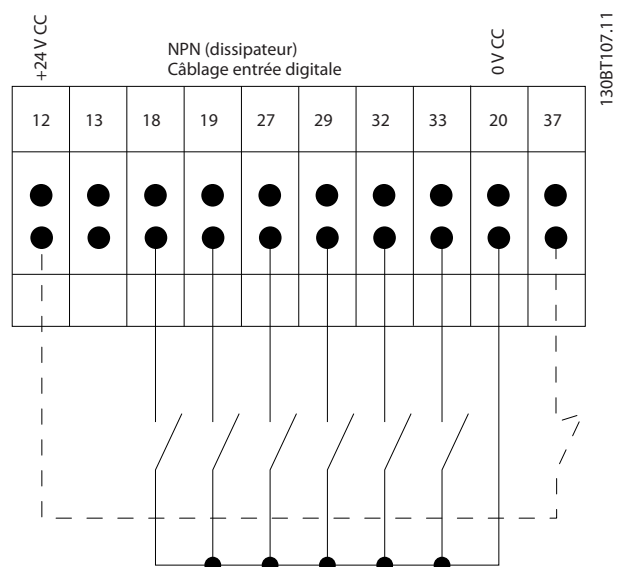 +24 V CC
NPN (dissipateur)
Câblage entrée digitale
0 V CC
130BT107.11
12 13 18 19 27 29 32 33 20 37